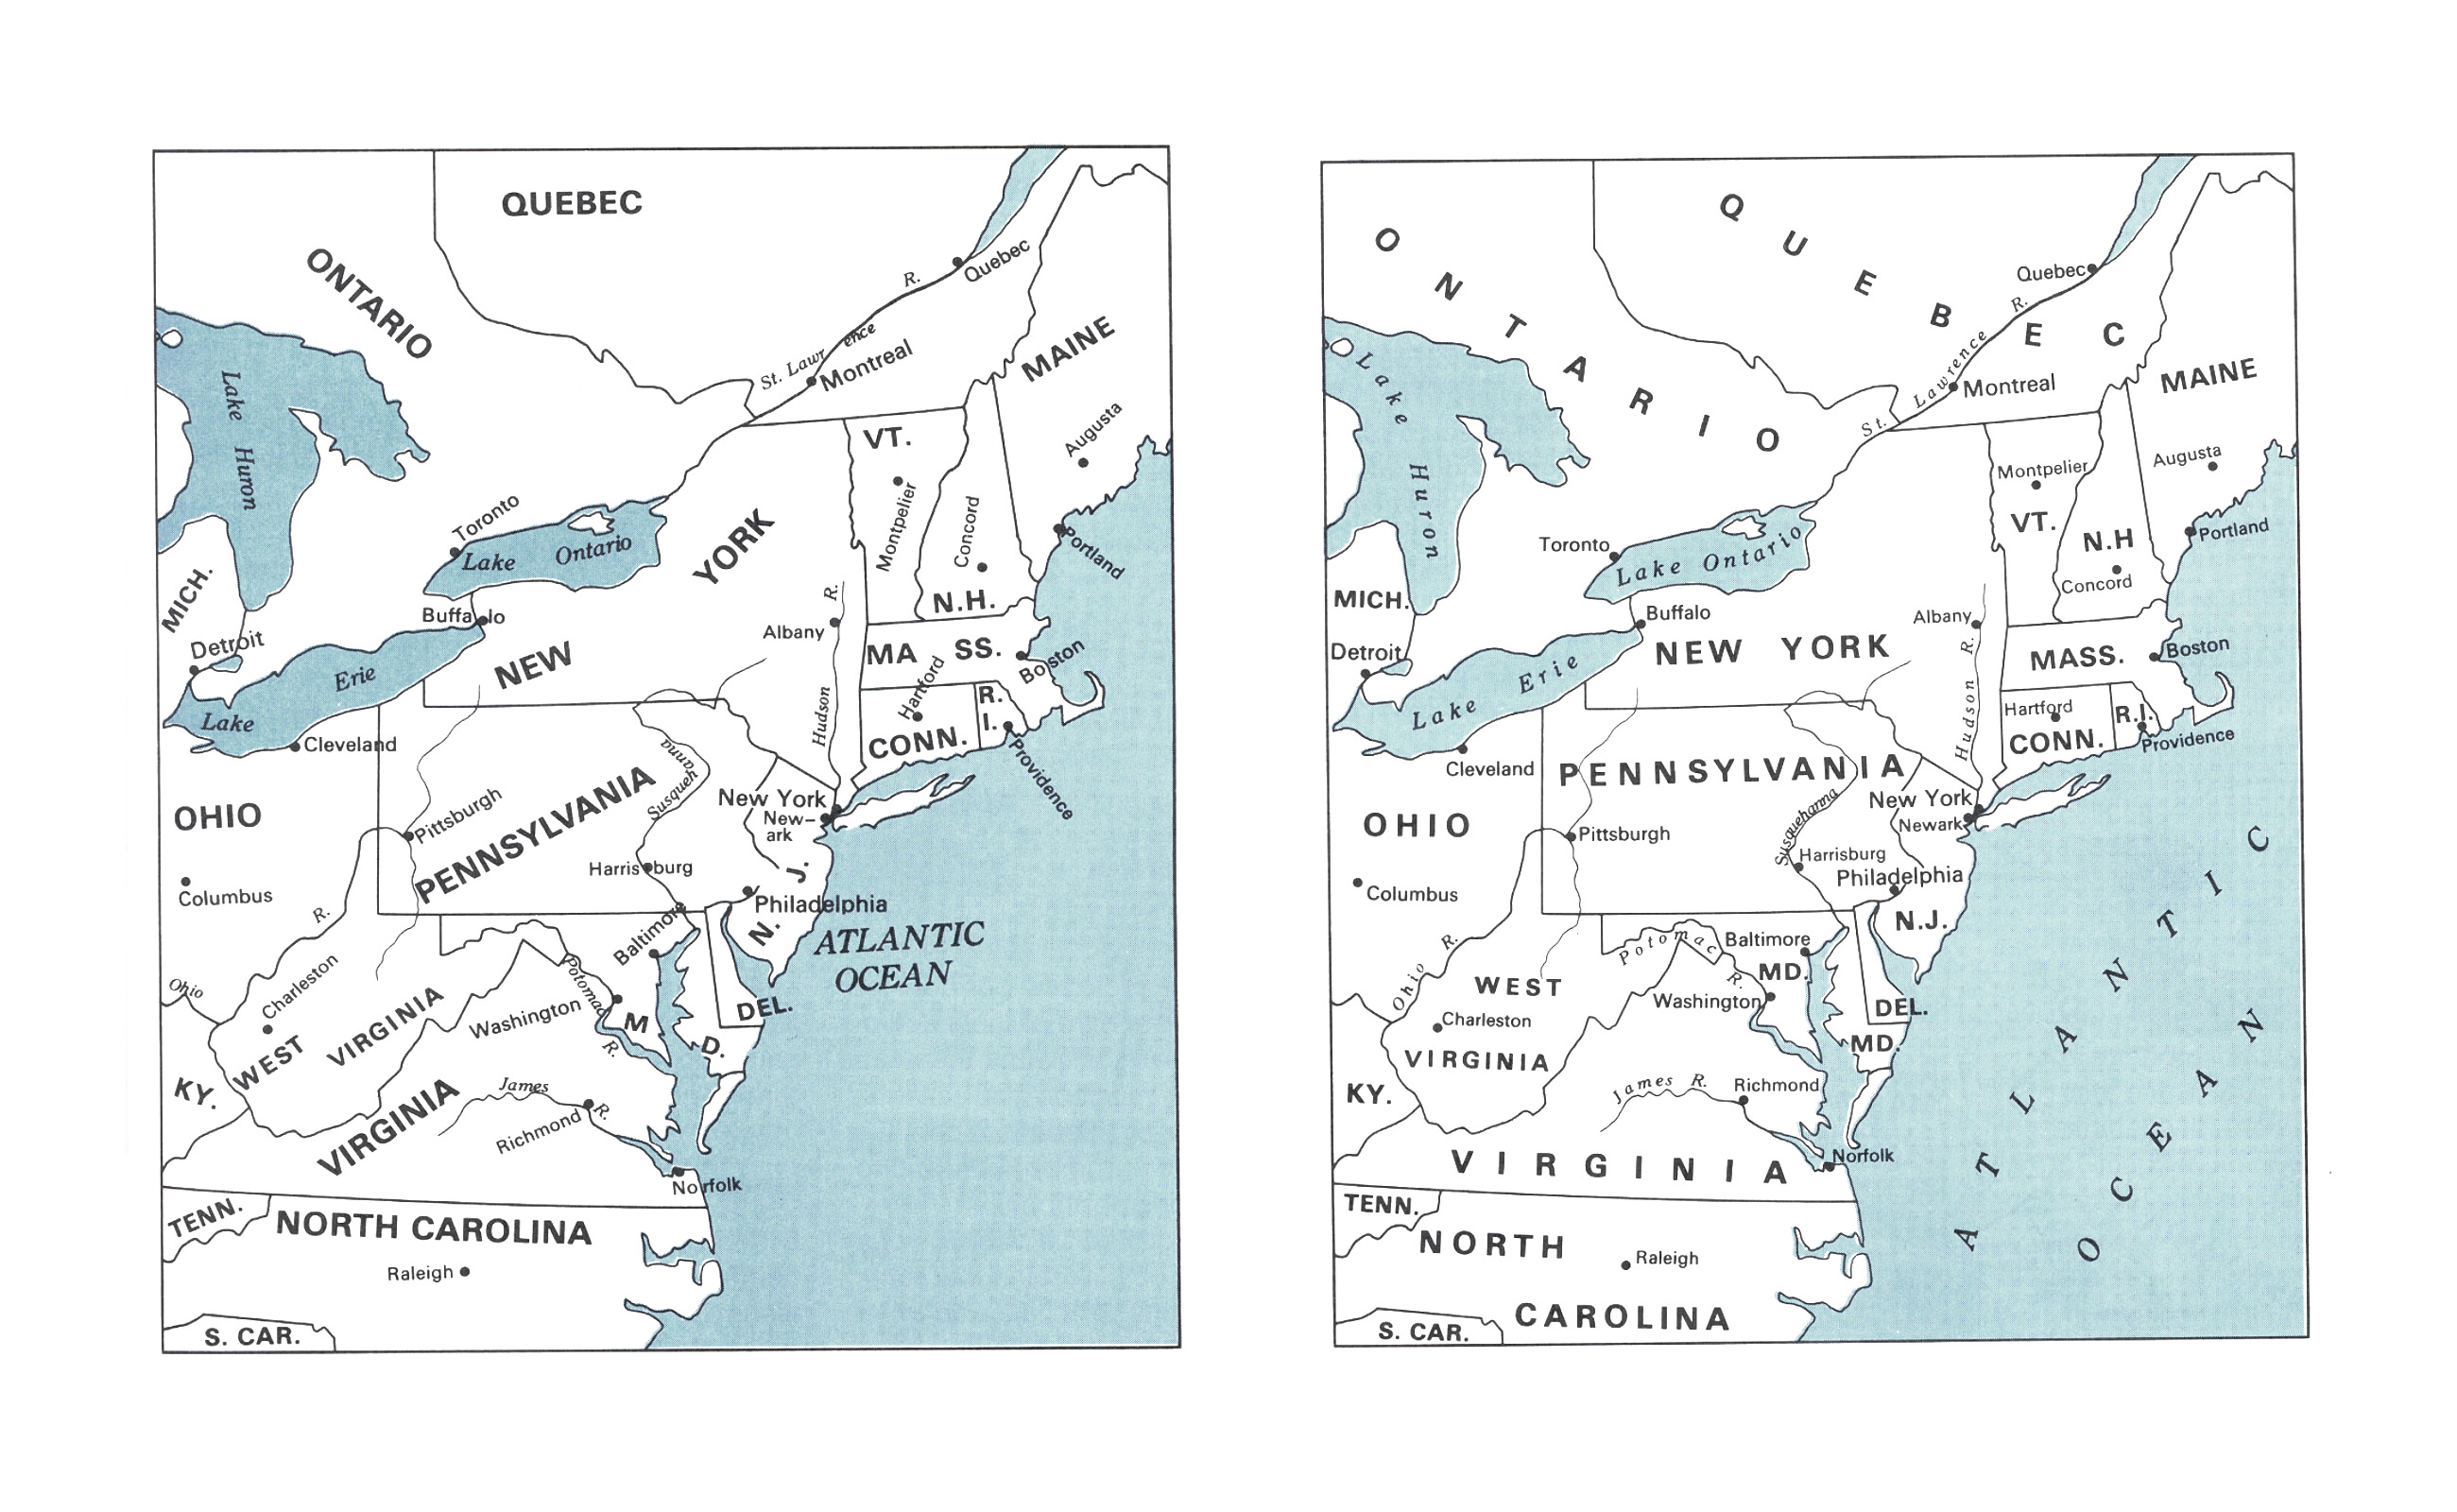 QUEBEC
ONTARIO
Quebec
St. Lawr ence R.
Montreal
MAINE
Augusta
Lake Huron
VT.
Montpelier
Concord
N.H.
Portland
Toronto
Lake Ontario
NEW YORK
MICH.
Detroit
Buffalo
Albany
Hudson R.
MA SS.
Boston
Hartford
R.
I.
CONN.
Providence
Lake Erie
Cleveland
OHIO
Columbus
Pittsburgh
PENNSYLVANIA
Susqueh anna
Harrisburg
New York
New-
ark
N. J.
Philadelphia
ATLANTIC
OCEAN
Baltimore
DEL.
M D.
Potomac R.
Washington
Ohio R.
Charleston
WEST VIRGINIA
KY.
VIRGINIA
James R.
Richmond
Norfolk
TENN.
NORTH CAROLINA
Raleigh
S. CAR.
QUEBEC
ONTARIO
Quebec
St. Lawrence R.
Montreal
MAINE
Augusta
Lake Huron
Montpelier
VT.
N.H
Concord
Portland
Toronto
Lake Ontario
MICH.
Detroit
Buffalo
NEW YORK
Albany
Hudson R.
MASS.
Boston
Hartford
R.I.
CONN.
Providence
Lake Erie
Cleveland
PENNSYLVANIA
OHIO
Columbus
Pittsburgh
Susquehanna
Harrisburg
New York
Newark
Philadelphia
N.J.
Potomac R.
Baltimore
MD.
Washington
DEL.
MD.
Ohio R.
WEST
Charleston
VIRGINIA
KY.
James R.
Richmond
VIRGINIA
Norfolk
TENN.
NORTH
Raleigh
CAROLINA
S. CAR.
ATLANTIC
OCEAN